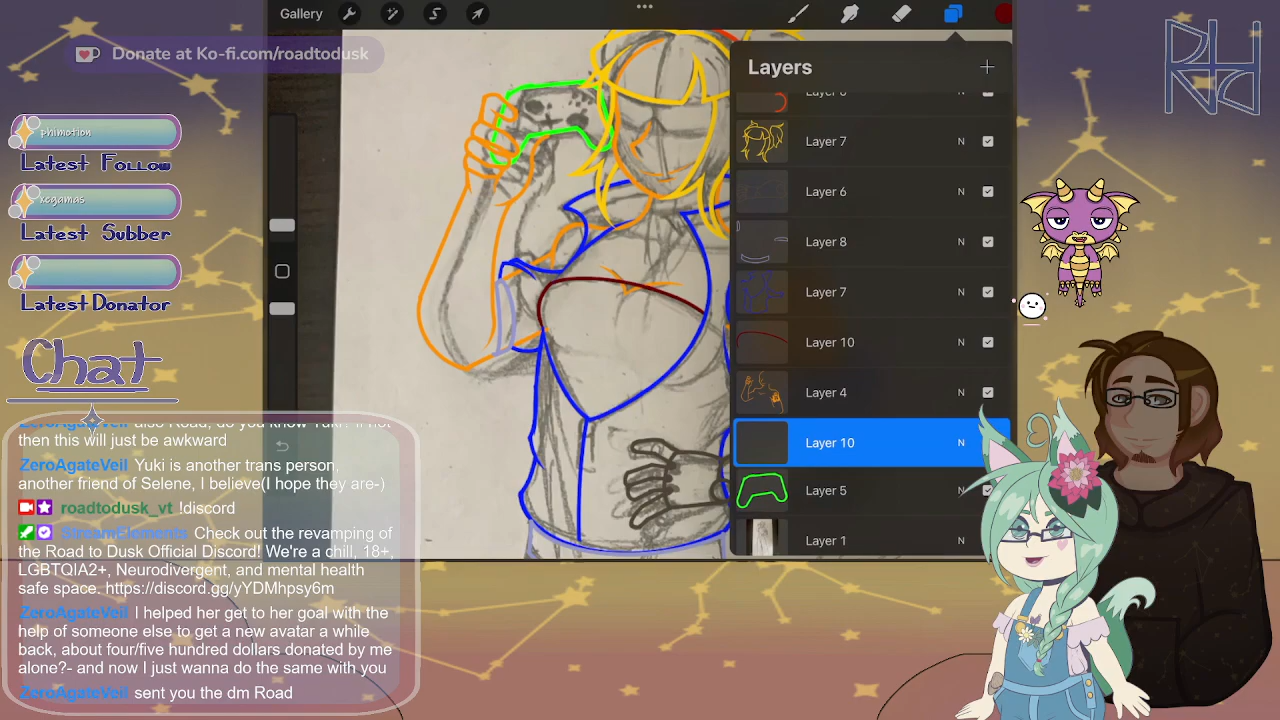 Gallery
Donate at Ko-fi.com/roadtodusk
phimotion
Latest Follow
xcgamas
Latest Subber
Latest Donator
Chat
then this will just be awkward
ZeroAgateVeil Yuki is another trans person,
another friend of Selene, I believe(I hope they are-)
roadtodusk_vt !discord
StreamElements Check out the revamping of
the Road to Dusk Official Discord! We're a chill, 18+,
LGBTQIA2+, Neurodivergent, and mental health
safe space. https://discord.gg/yYDMhpsy6m
ZeroAgateVeil I helped her get to her goal with the
help of someone else to get a new avatar a while
back, about four/five hundred dollars donated by me
alone?- and now I just wanna do the same with you
ZeroAgateVeil sent you the dm Road
Layers
N
Layer 7 N
Layer 6 N
Layer 8 N
Layer 7 N
Layer 10 N
Layer 4 N
Layer 10 N
Layer 5 N
Layer 1 N